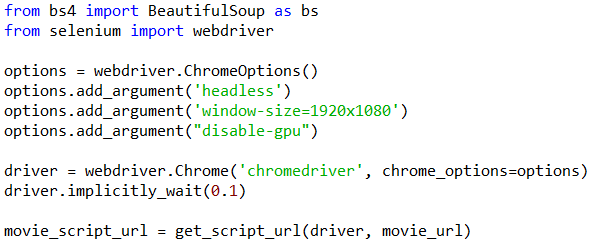 from bs4 import BeautifulSoup as bs
from selenium import webdriver
options = webdriver.ChromeOptions()
options.add_argument('headless')
options.add_argument('window-size=1920x1080')
options.add_argument("disable-gpu")
driver = webdriver.Chrome('chromedriver', chrome_options=options)
driver.implicitly_wait(0.1)
movie_script_url = get_script_url(driver, movie_url)